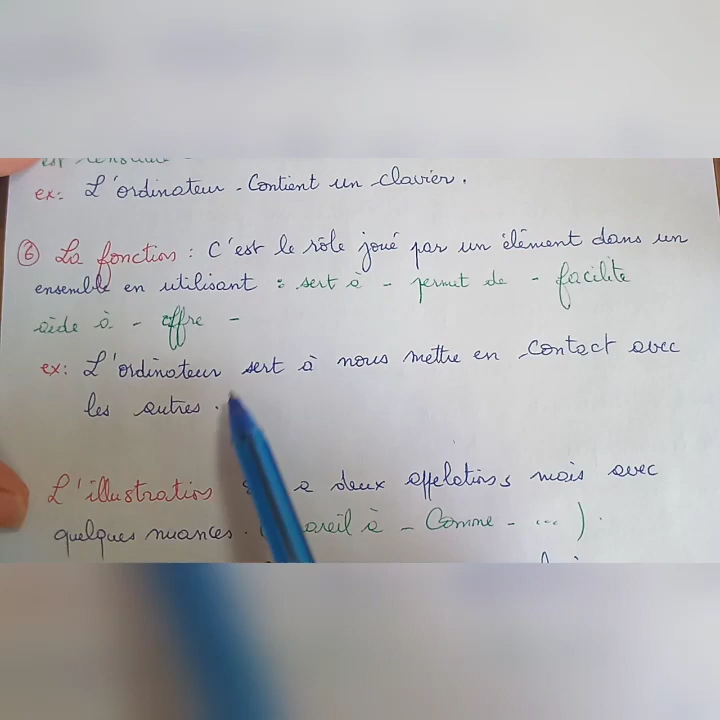 est
ex: L'ordinateur - Contient un clavier.
⑥ La fonction : C'est le rôle joué par un élément dans un
ensemble en utilisant : sert à - permet de - facilite
aide à - offre -
ex: L'ordinateur sert à nous mettre en contact avec
les autres.
L'illustration a deux appelations mais avec
quelques nuances. à - Comme - ... ).